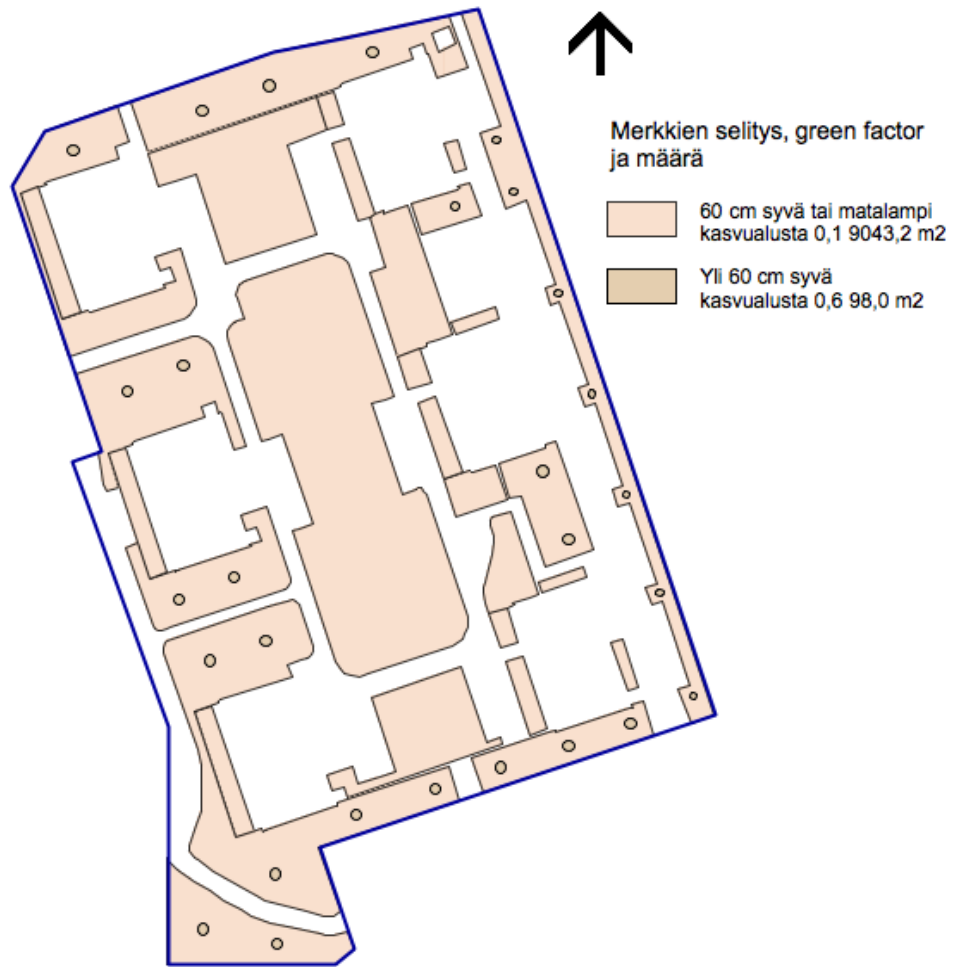 Merkkien selitys, green factor
ja määrä
60 cm syvä tai matalampi
kasvualusta 0,1 9043,2 m2
Yli 60 cm syvä
kasvualusta 0,6 98,0 m2